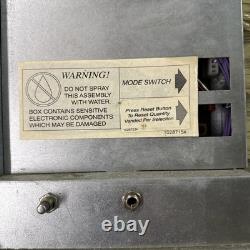 WARNING!
DO NOT SPRAY
THIS ASSEMBLY
WITH WATER.
BOX CONTAINS SENSITIVE
ELECTRONIC COMPONENTS
WHICH MAY BE DAMAGED
MODE SWITCH
Press Reset Button
To Reset Quantity
Vended Per Selection